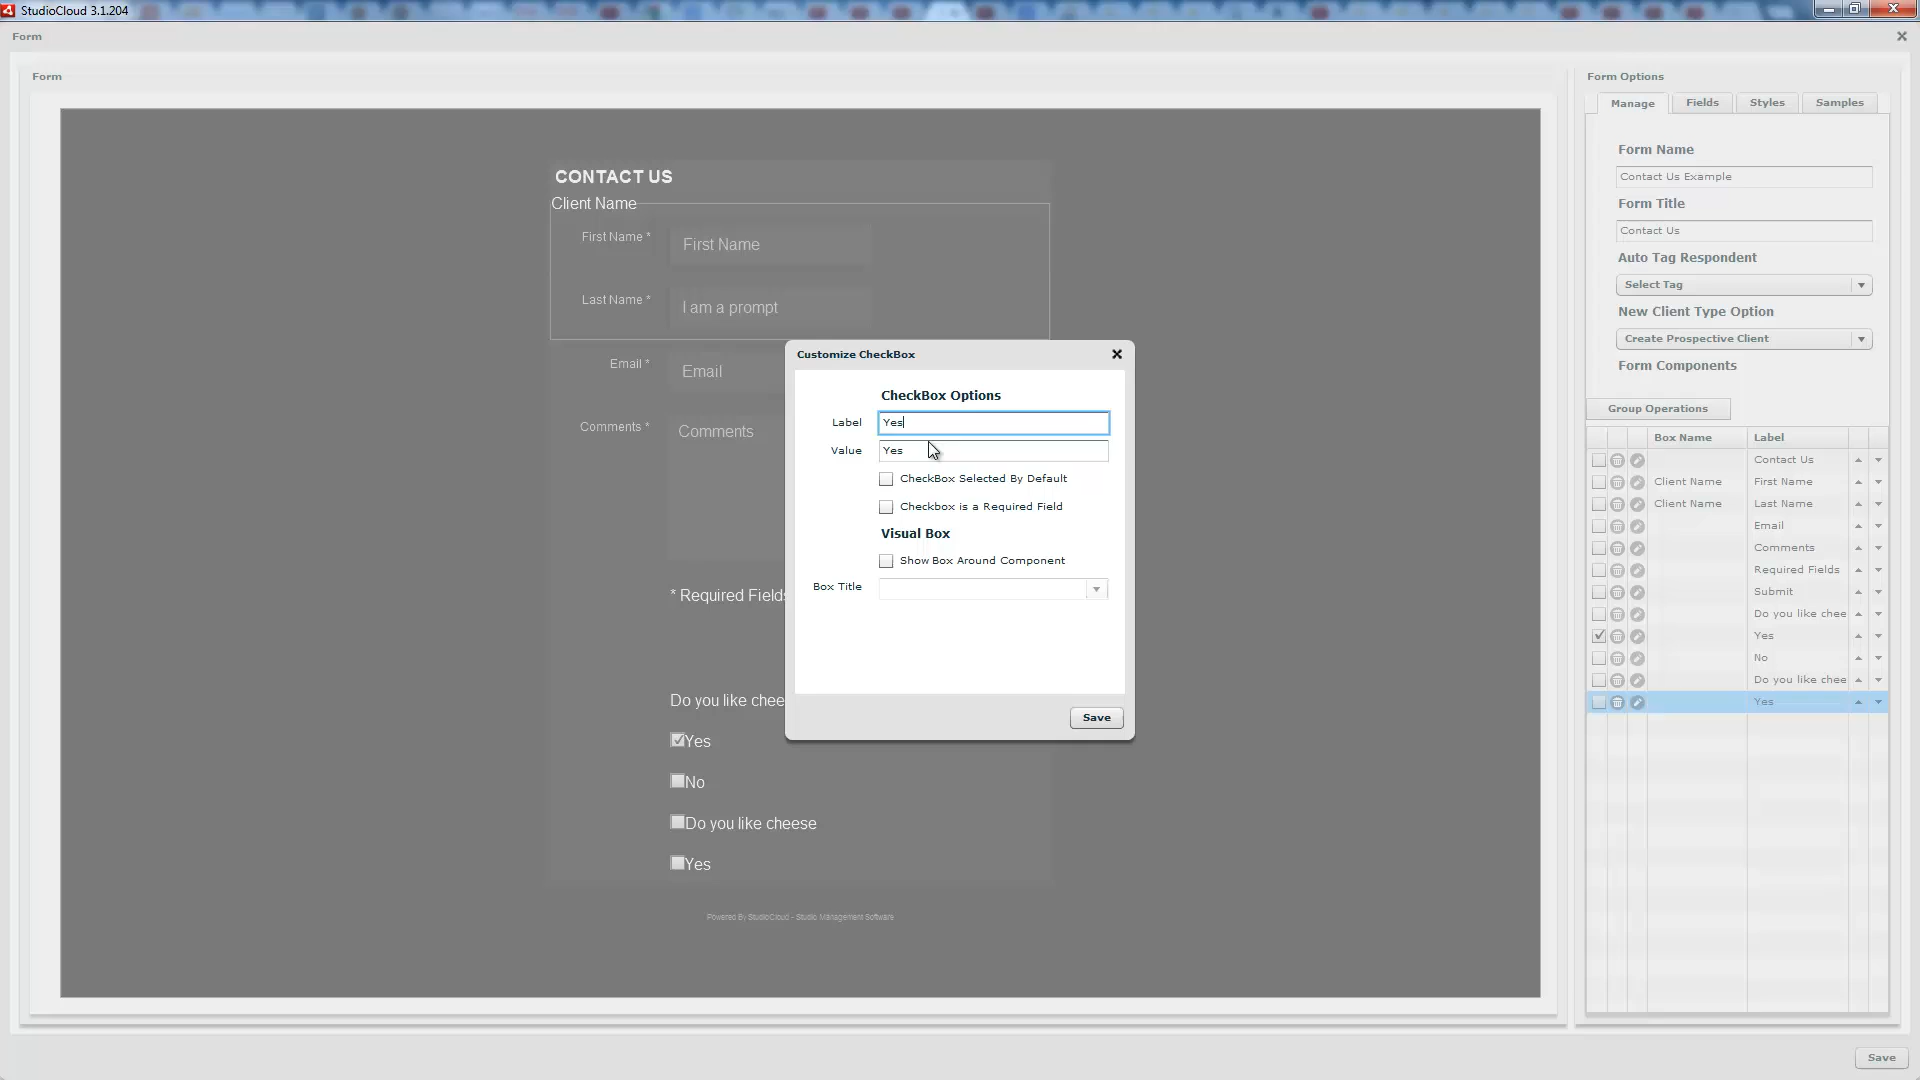 StudioCloud 3.1.204
Form
Form
CONTACT US
Client Name
First Name *
First Name
Last Name *
I am a prompt
Email *
Email
Comments *
Comments
* Required Fields
Do you like chee
Yes
No
Do you like cheese
Yes
Powered By StudioCloud - Studio Management Software
Customize CheckBox
CheckBox Options
Label
Yes
Value
Yes
CheckBox Selected By Default
Checkbox is a Required Field
Visual Box
Show Box Around Component
Box Title
Save
Form Options
Manage
Fields
Styles
Samples
Form Name
Contact Us Example
Form Title
Contact Us
Auto Tag Respondent
Select Tag
New Client Type Option
Create Prospective Client
Form Components
Group Operations
Box Name Label
Contact Us
Client Name First Name
Client Name Last Name
Email
Comments
Required Fields
Submit
Do you like chee
Yes
No
Do you like chee
Yes
Save